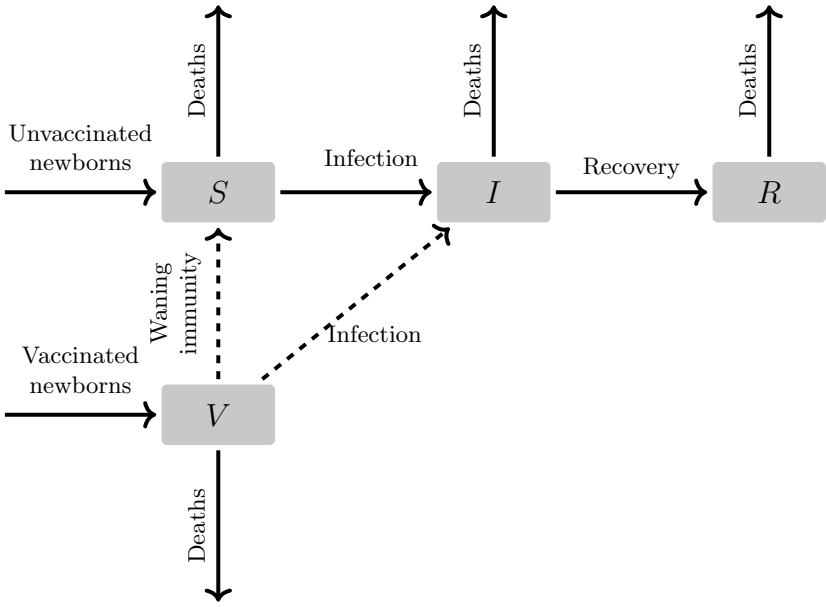 Deaths
Deaths
Deaths
Unvaccinated
newborns
Infection
Recovery
S
I
R
Waning
immunity
Infection
Vaccinated
newborns
V
Deaths